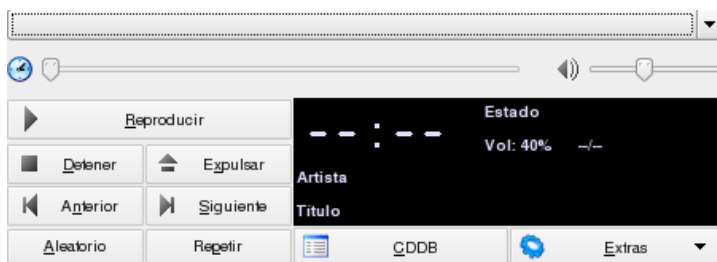 Reproducir
Detener
Expulsar
Anterior
Siguiente
Aleatorio
Repetir
--:--
Estado
Vol: 40% --/--
Artista
Titulo
CDDB
Extras